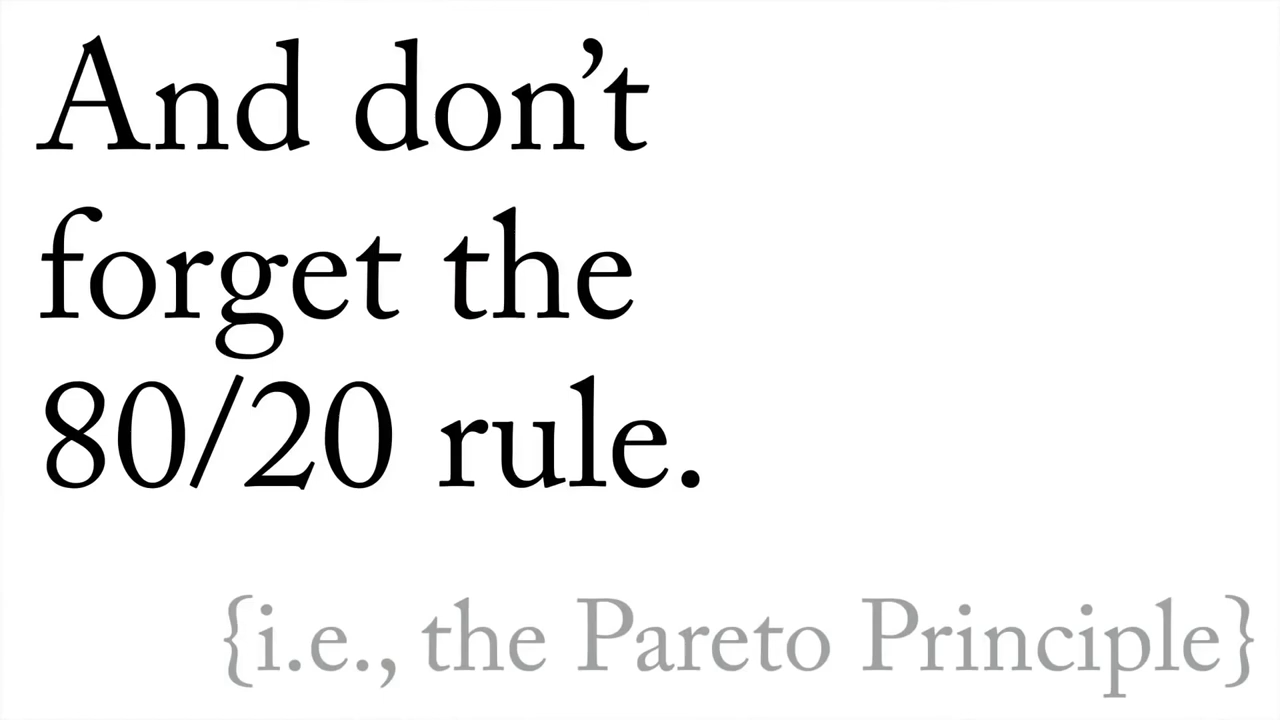 And don’t
forget the
80/20 rule.
{i.e., the Pareto Principle}